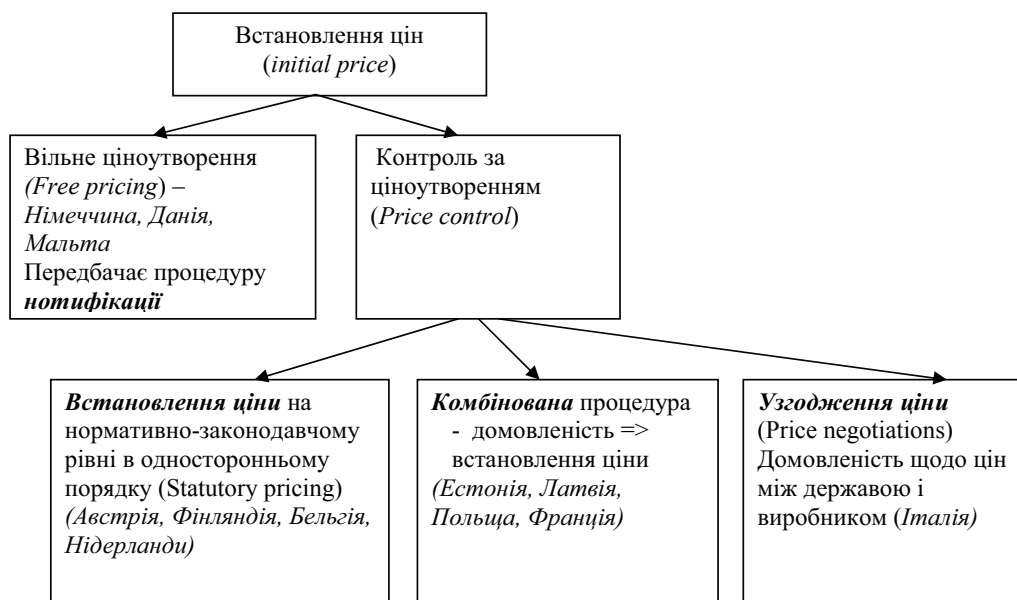 Встановлення цін
(initial price)
Вільне ціноутворення
(Free pricing) –
Німеччина, Данія,
Мальта
Передбачає процедуру
нотифікації
Контроль за
ціноутворенням
(Price control)
Встановлення ціни на
нормативно-законодавчому
рівні в односторонньому
порядку (Statutory pricing)
(Австрія, Фінляндія, Бельгія,
Нідерланди)
Комбінована процедура
- домовленість =>
встановлення ціни
(Естонія, Латвія,
Польща, Франція)
Узгодження ціни
(Price negotiations)
Домовленість щодо цін
між державою і
виробником (Італія)